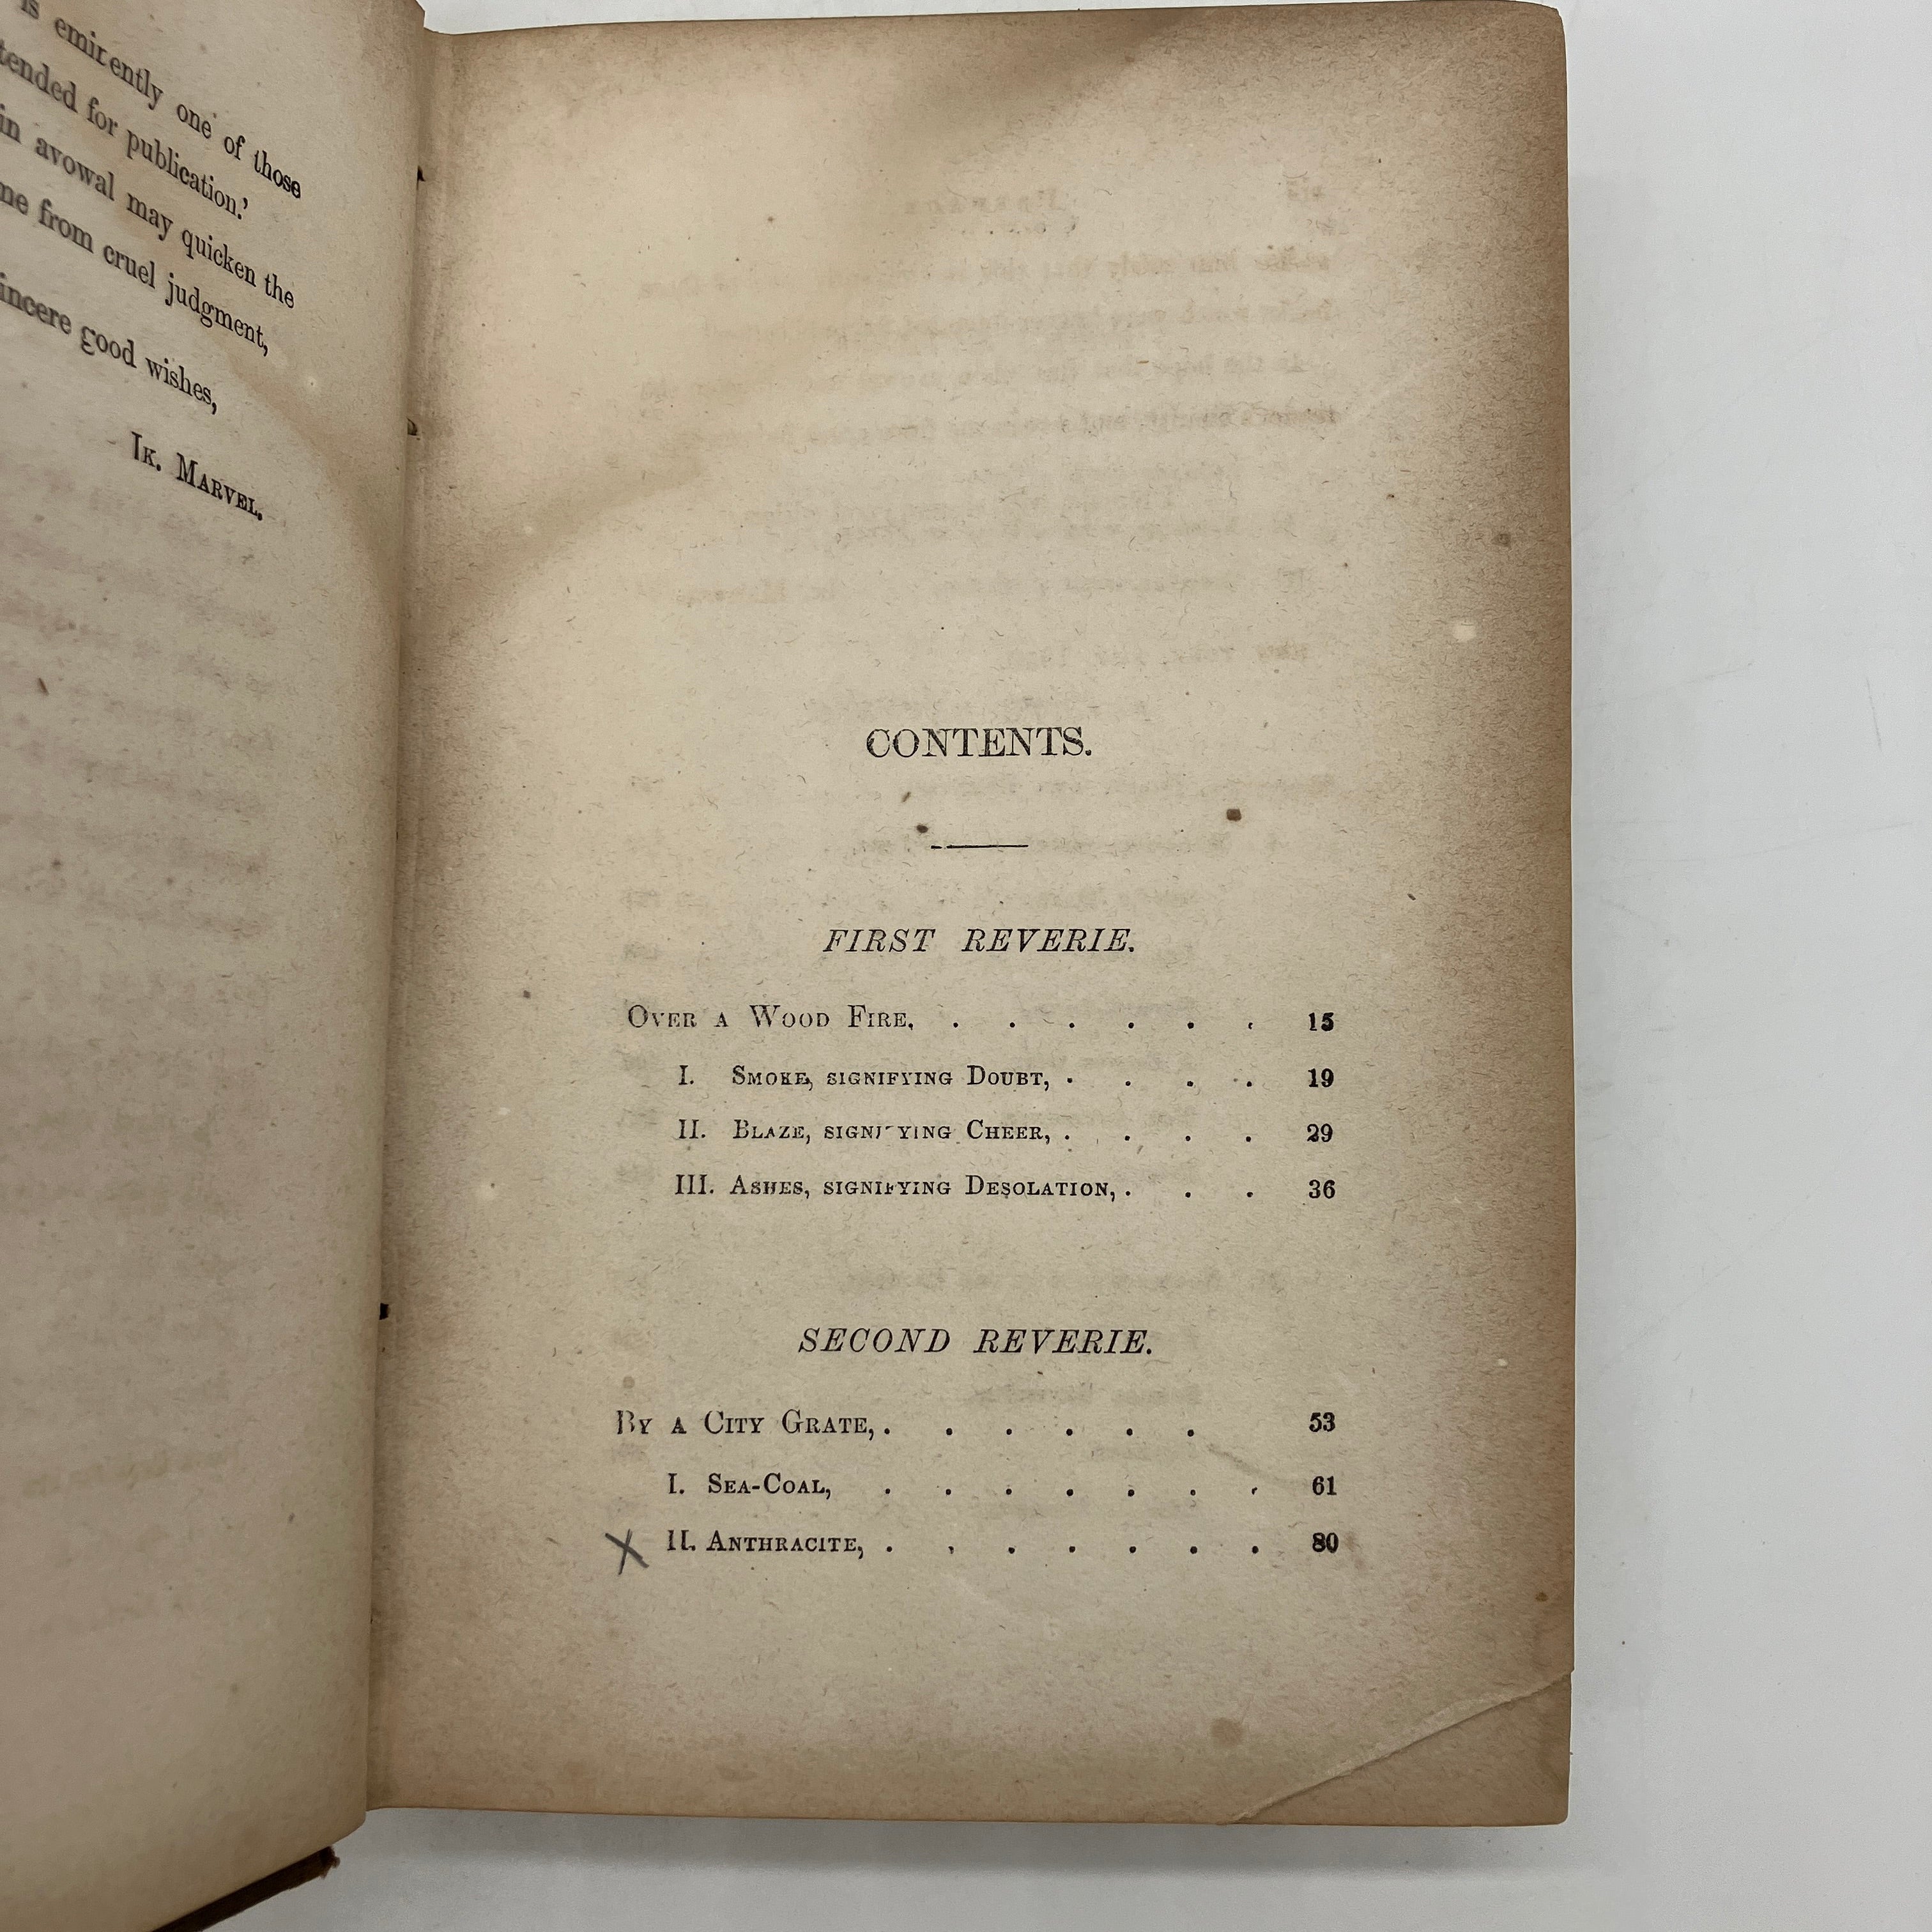 is emirently one of those
tended for publication.'
in avowal may quicken the
me from cruel judgment,
incere good wishes,
Ik. Marvel.
CONTENTS.
FIRST REVERIE.
Over a Wood Fire, . . . . . . 15
I. Smoke, signifying Doubt, . . . . 19
II. Blaze, signifying Cheer, . . . . 29
III. Ashes, signifying Desolation, . . . 36
SECOND REVERIE.
By a City Grate, . . . . . . 53
I. Sea-Coal, . . . . . . . 61
X II. Anthracite, . . . . . . . 80